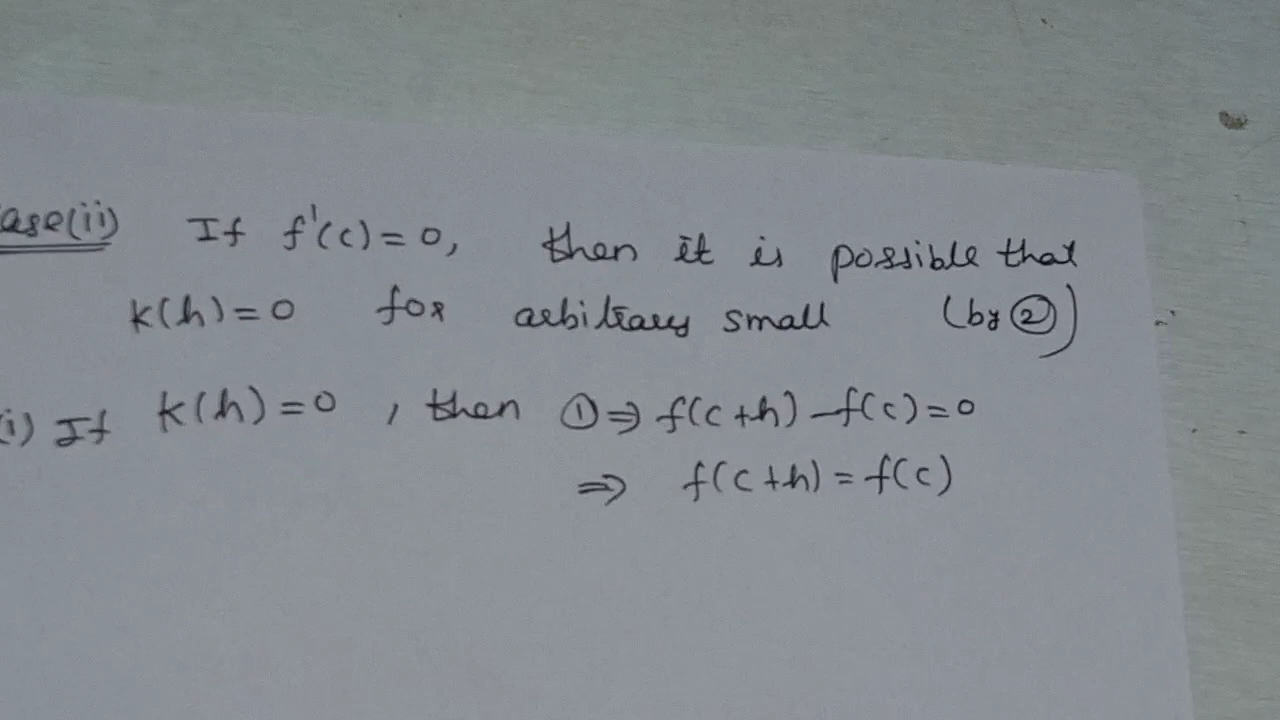 ase(ii) If f'(c)=0, then it is possible that
k(h)=0 for arbitrary small (by ②)
(i) If k(h)=0, then ①⇒ f(c+h)-f(c)=0
⇒ f(c+h)=f(c)